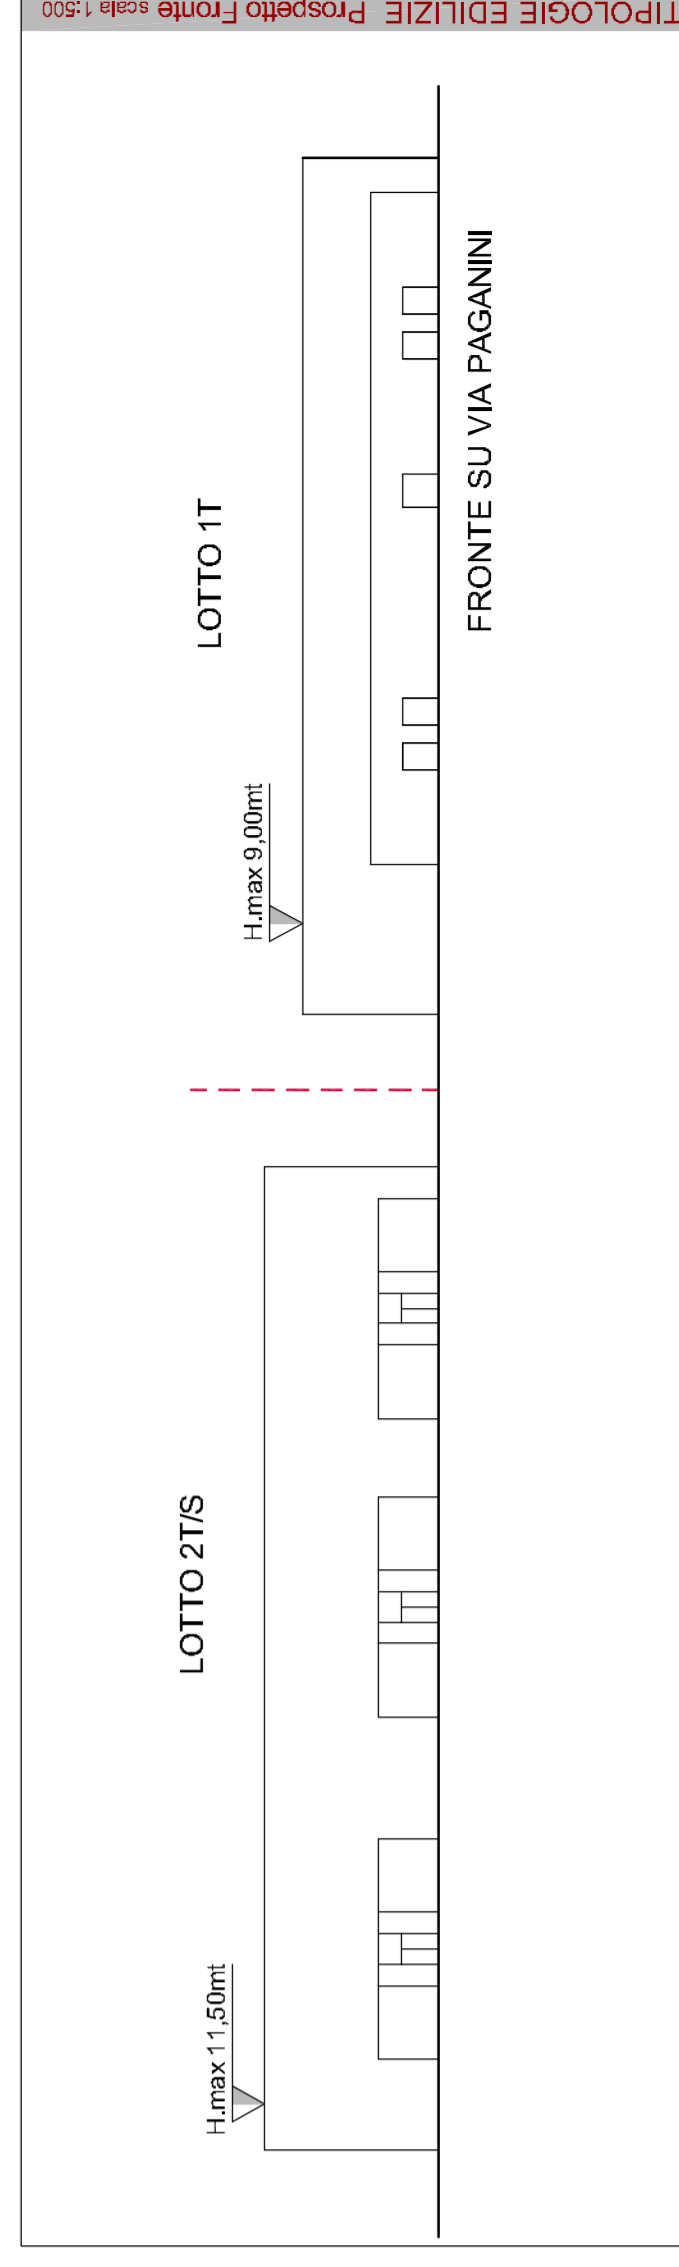 TIPOLOGIE EDILIZIE Prospetto Fronte scala 1:500
H.max 11,50mt
LOTTO 2T/S
H.max 9,00mt
LOTTO 1T
FRONTE SU VIA PAGANINI